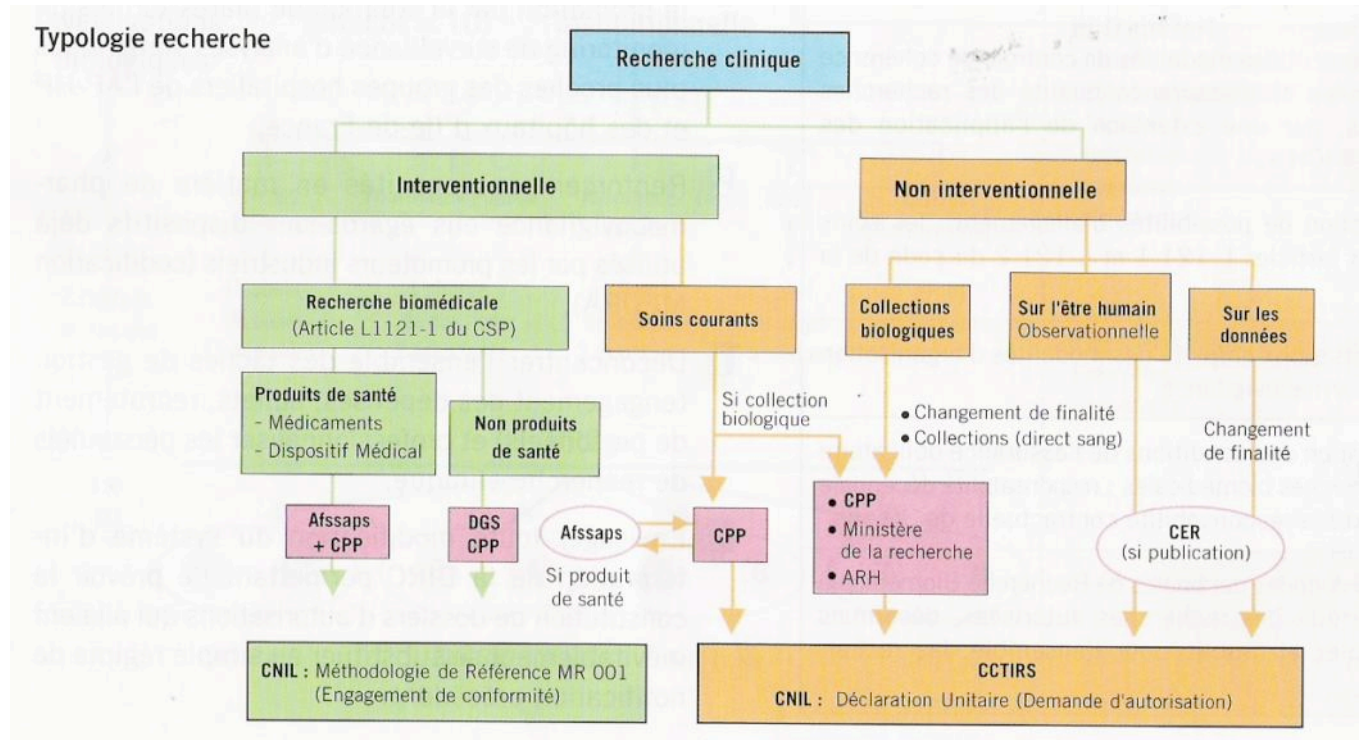 Typologie recherche
Recherche clinique
Interventionnelle
Non interventionnelle
Recherche biomédicale
(Article L1121-1 du CSP)
Soins courants
Collections
biologiques
Sur l'être humain
Observationnelle
Sur les
données
Produits de santé
- Médicaments
- Dispositif Médical
Non produits
de santé
Si collection
biologique
• Changement de finalité
• Collections (direct sang)
Changement
de finalité
Afssaps
+ CPP
DGS
CPP
Afssaps
Si produit
de santé
CPP
• CPP
• Ministère
de la recherche
• ARH
CER
(si publication)
CNIL : Méthodologie de Référence MR 001
(Engagement de conformité)
CCTIRS
CNIL : Déclaration Unitaire (Demande d'autorisation)